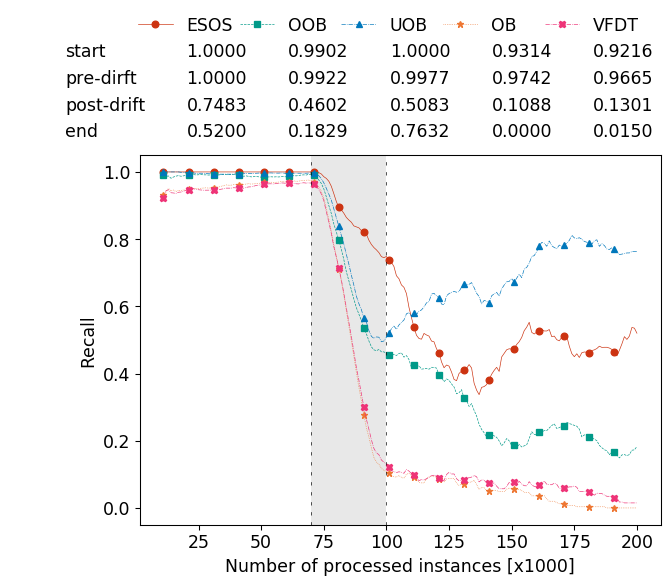 ESOS OOB UOB OB VFDT
start 1.0000 0.9902 1.0000 0.9314 0.9216
pre-dirft 1.0000 0.9922 0.9977 0.9742 0.9665
post-drift 0.7483 0.4602 0.5083 0.1088 0.1301
end 0.5200 0.1829 0.7632 0.0000 0.0150
1.0
0.8
0.6
0.4
0.2
0.0
Recall
25 50 75 100 125 150 175 200
Number of processed instances [x1000]